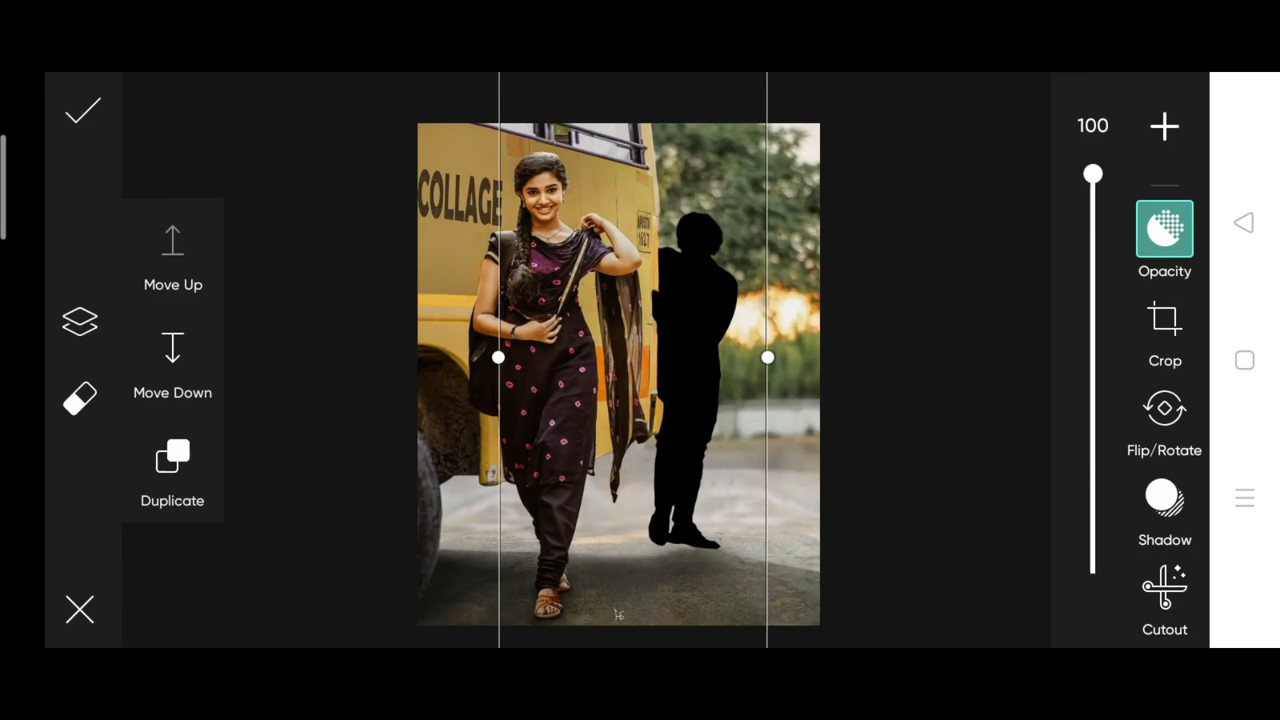 Move Up
Move Down
Duplicate
COLLAGE
100
Opacity
Crop
Flip/Rotate
Shadow
Cutout